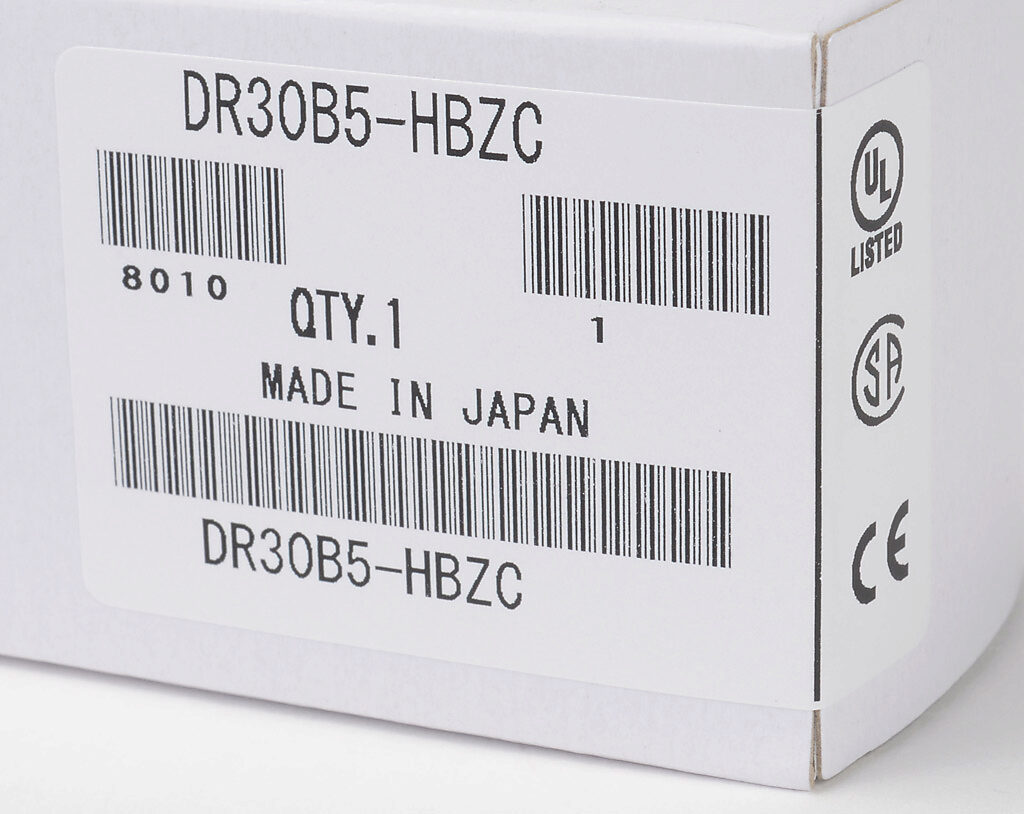 DR30B5-HBZC
8010
1
QTY.1
MADE IN JAPAN
DR30B5-HBZC
UL
LISTED
SA
CE